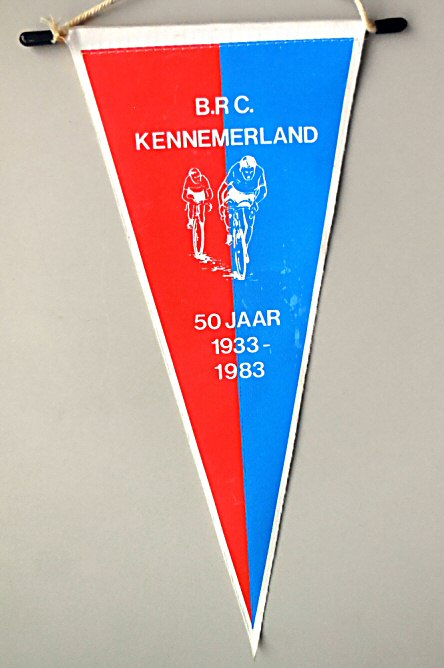 B.R C.
KENNEMERLAND
50 JAAR
1933 -
1983